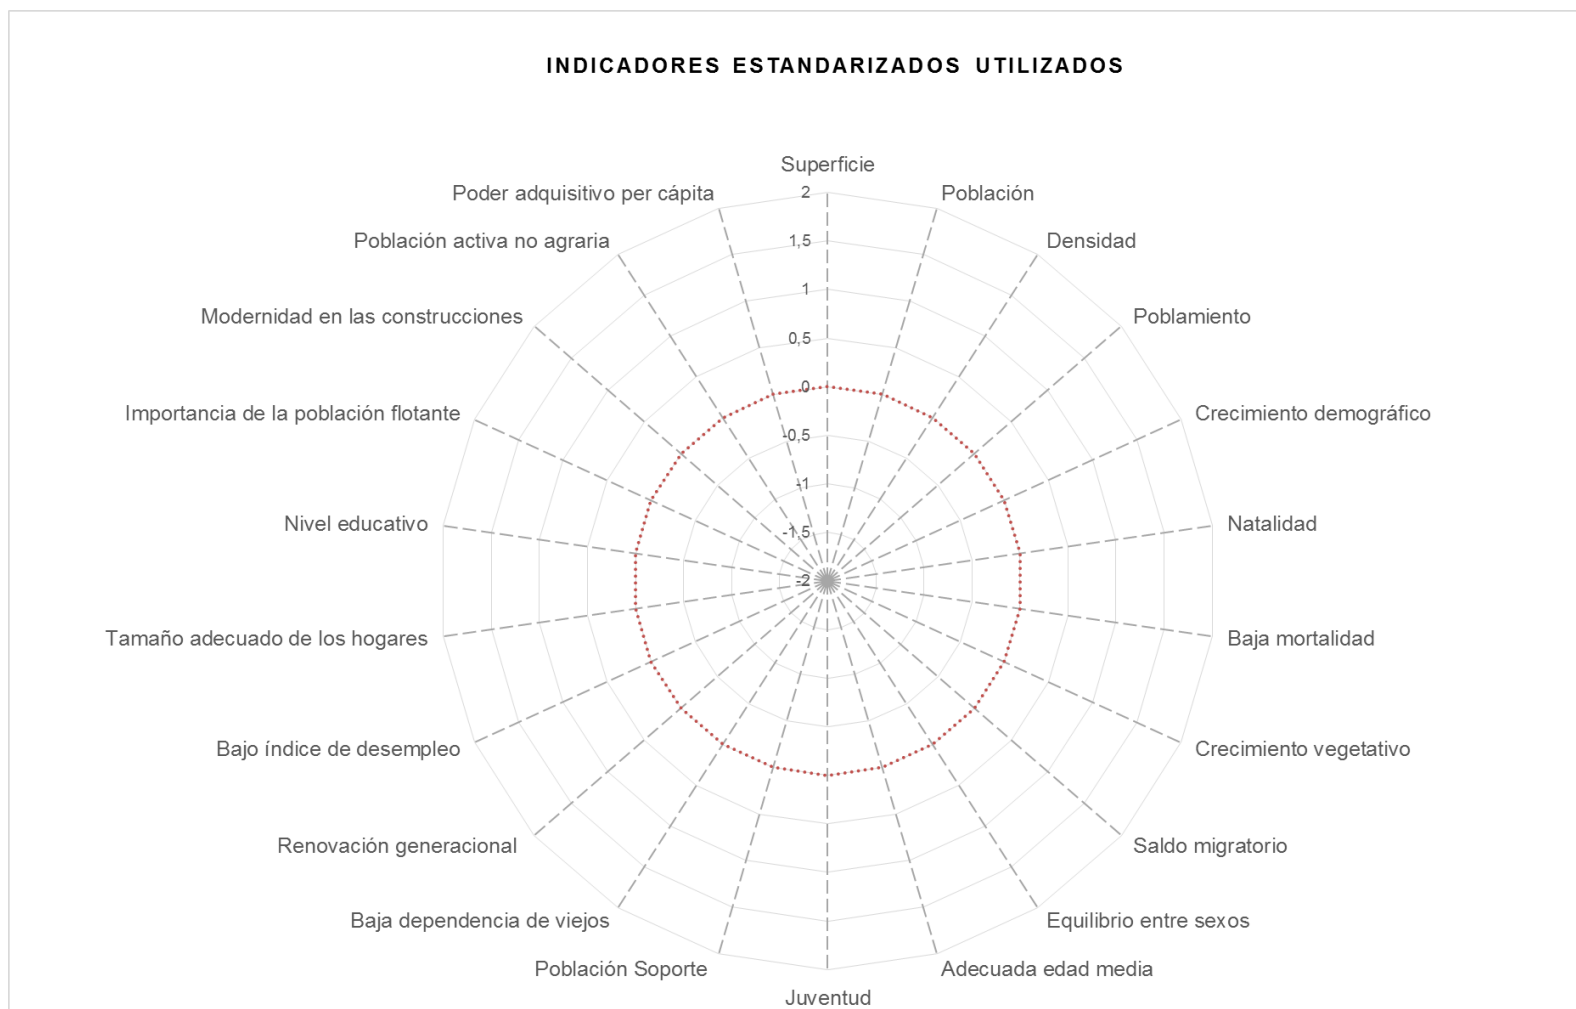 INDICADORES ESTANDARIZADOS UTILIZADOS
Superficie
Población
Densidad
Poblamiento
Crecimiento demográfico
Natalidad
Baja mortalidad
Crecimiento vegetativo
Saldo migratorio
Equilibrio entre sexos
Adecuada edad media
Juventud
Población Soporte
Baja dependencia de viejos
Renovación generacional
Bajo índice de desempleo
Tamaño adecuado de los hogares
Nivel educativo
Importancia de la población flotante
Modernidad en las construcciones
Población activa no agraria
Poder adquisitivo per cápita
2
1,5
1
0,5
0
-0,5
-1
-1,5
-2